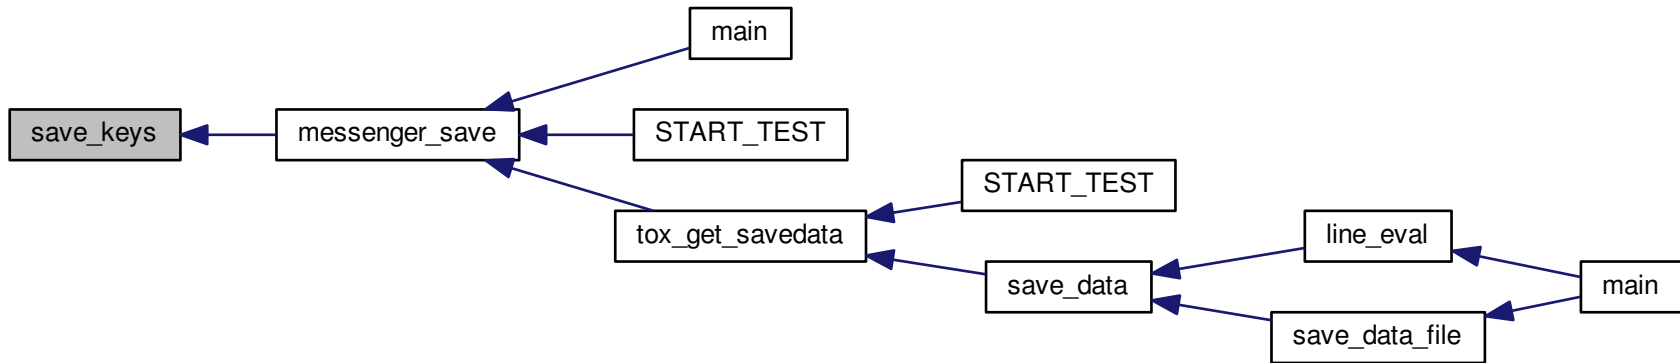 main
save_keys
messenger_save
START_TEST
START_TEST
tox_get_savedata
line_eval
save_data
main
save_data_file